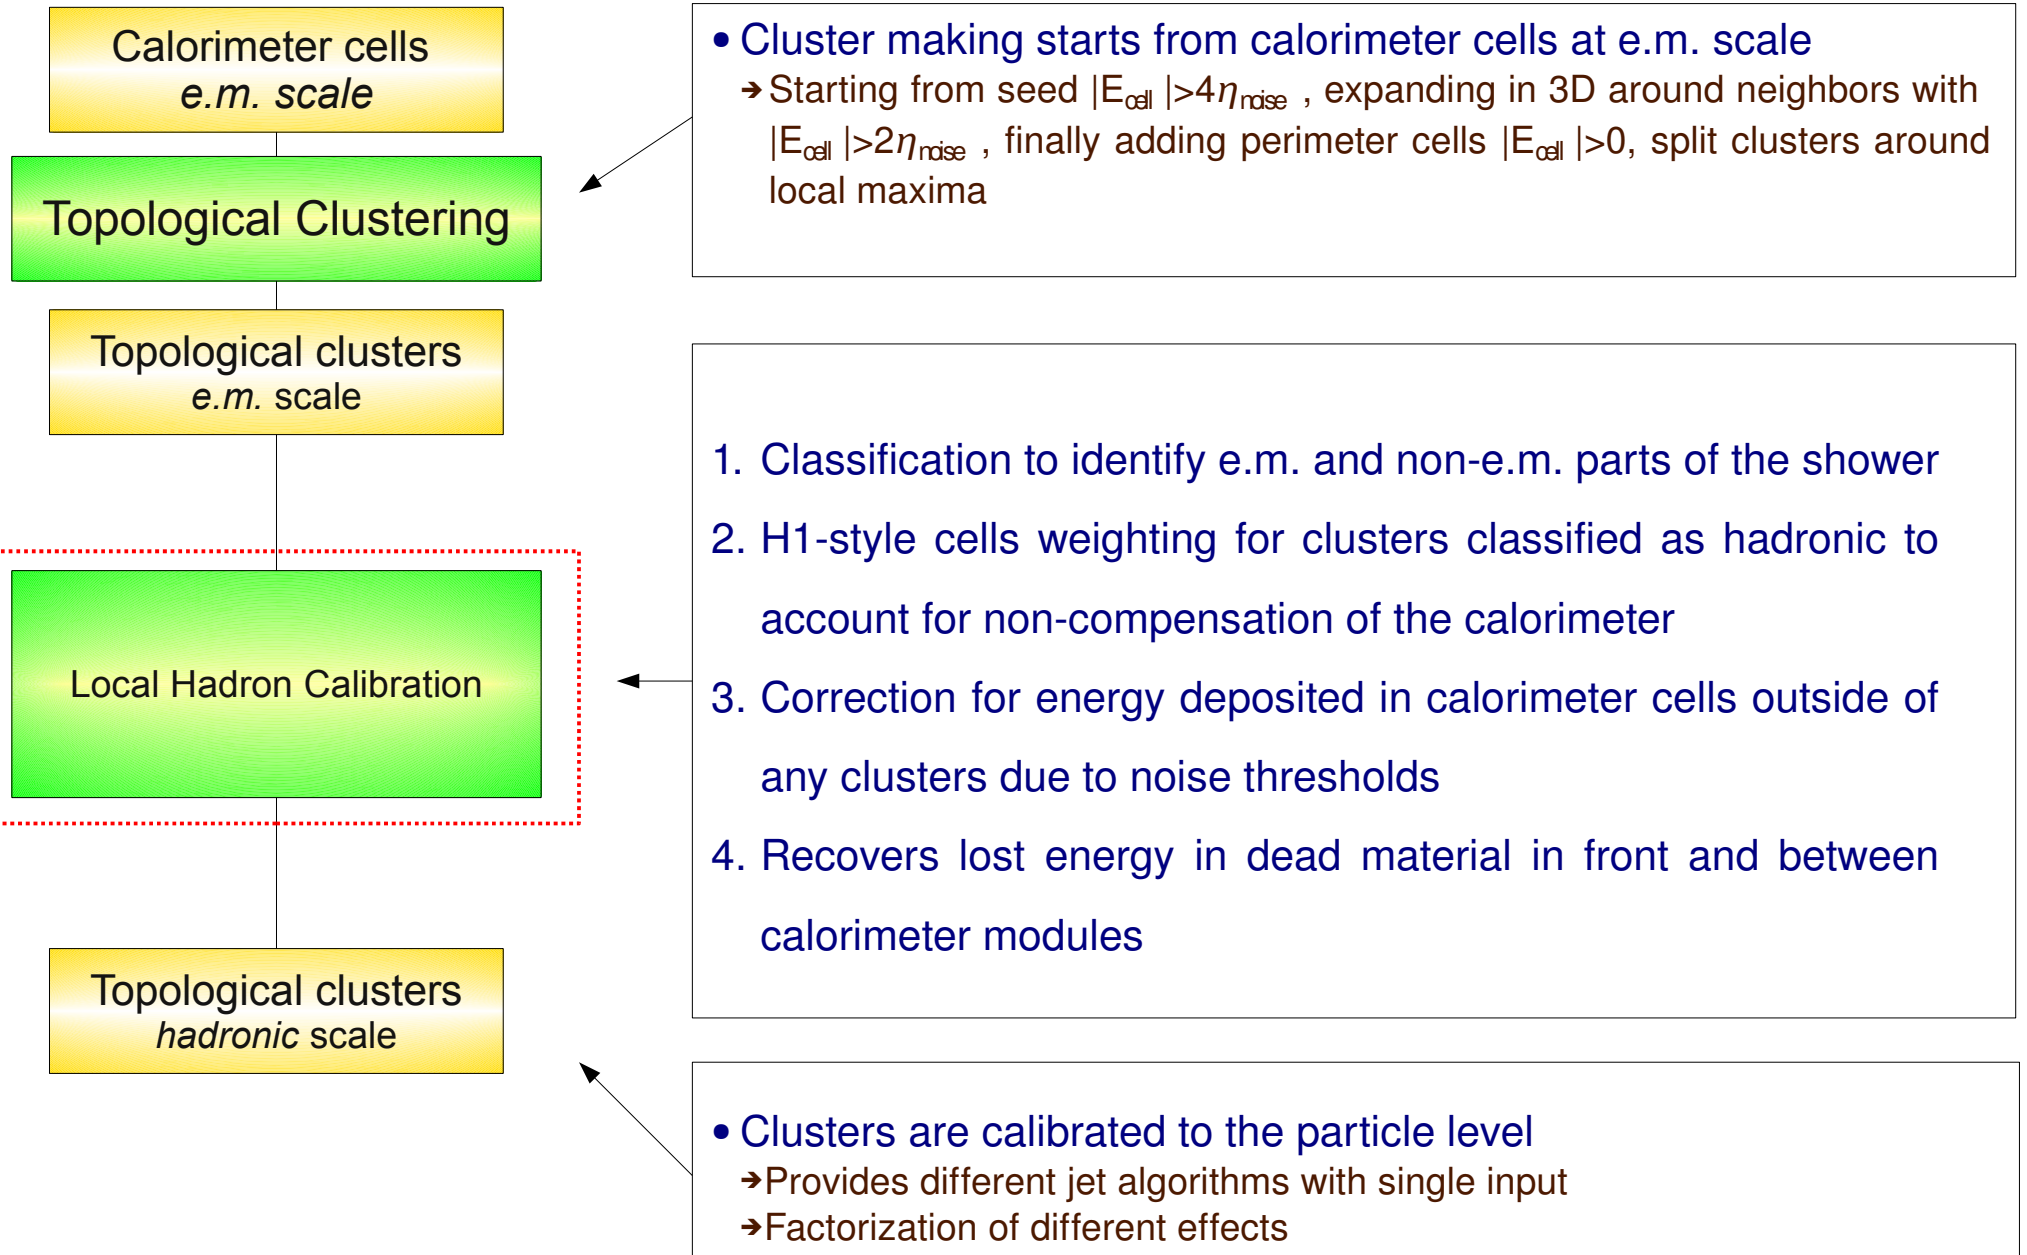 Calorimeter cells
e.m. scale
Topological Clustering
Topological clusters
e.m. scale
Local Hadron Calibration
Topological clusters
hadronic scale
• Cluster making starts from calorimeter cells at e.m. scale
➔ Starting from seed |E_cell |>4η_noise , expanding in 3D around neighbors with
|E_cell |>2η_noise , finally adding perimeter cells |E_cell |>0, split clusters around
local maxima
1. Classification to identify e.m. and non-e.m. parts of the shower
2. H1-style cells weighting for clusters classified as hadronic to
account for non-compensation of the calorimeter
3. Correction for energy deposited in calorimeter cells outside of
any clusters due to noise thresholds
4. Recovers lost energy in dead material in front and between
calorimeter modules
• Clusters are calibrated to the particle level
➔Provides different jet algorithms with single input
➔Factorization of different effects